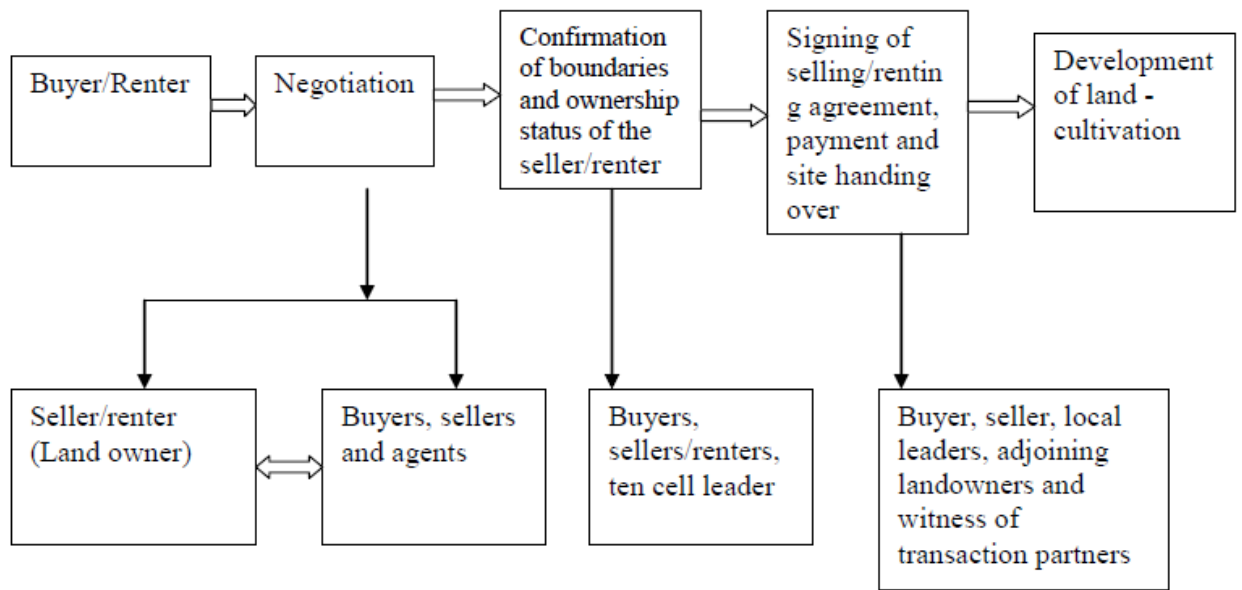 Buyer/Renter
Negotiation
Confirmation
of boundaries
and ownership
status of the
seller/renter
Signing of
selling/rentin
g agreement,
payment and
site handing
over
Development
of land -
cultivation
Seller/renter
(Land owner)
Buyers, sellers
and agents
Buyers,
sellers/renters,
ten cell leader
Buyer, seller, local
leaders, adjoining
landowners and
witness of
transaction partners